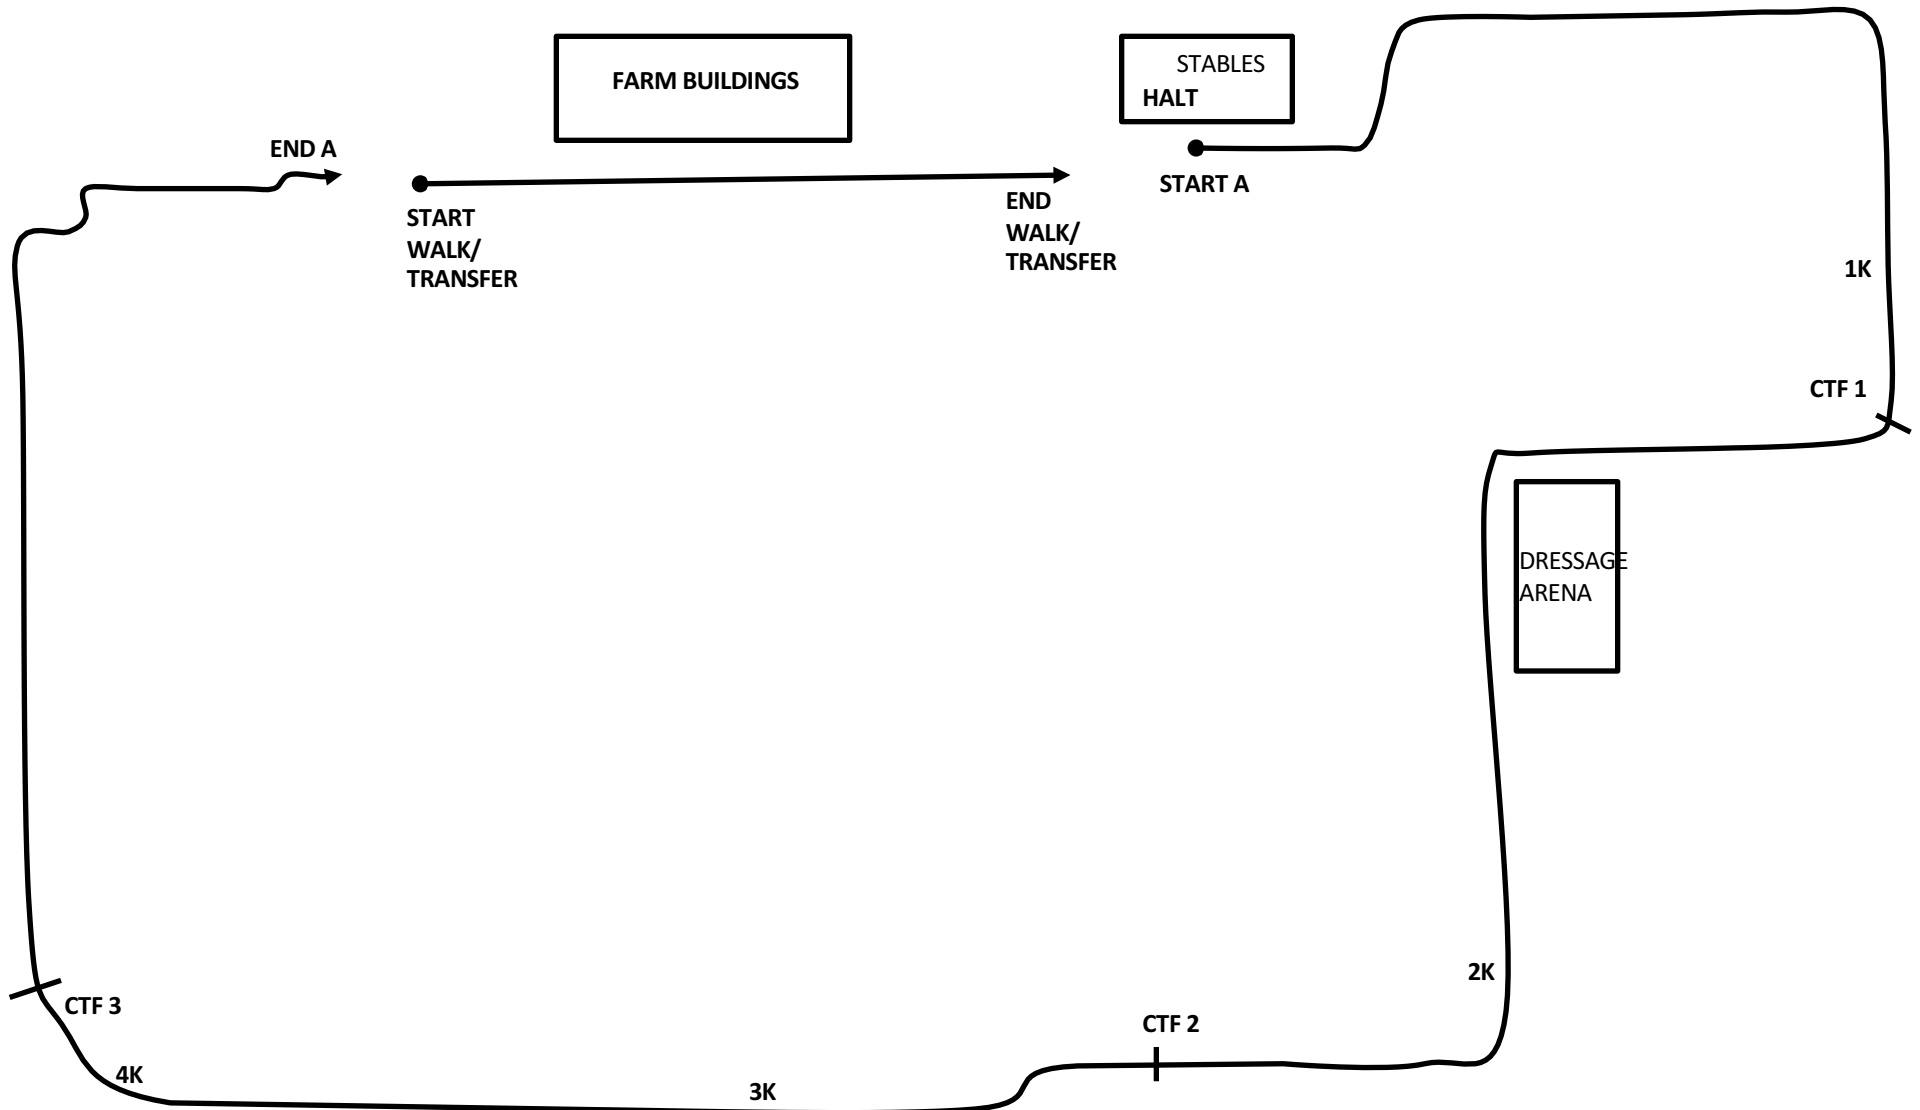 FARM BUILDINGS
STABLES
HALT
END A
START A
START
WALK/
TRANSFER
END
WALK/
TRANSFER
1K
CTF 1
DRESSAGE
ARENA
2K
CTF 2
CTF 3
4K
3K